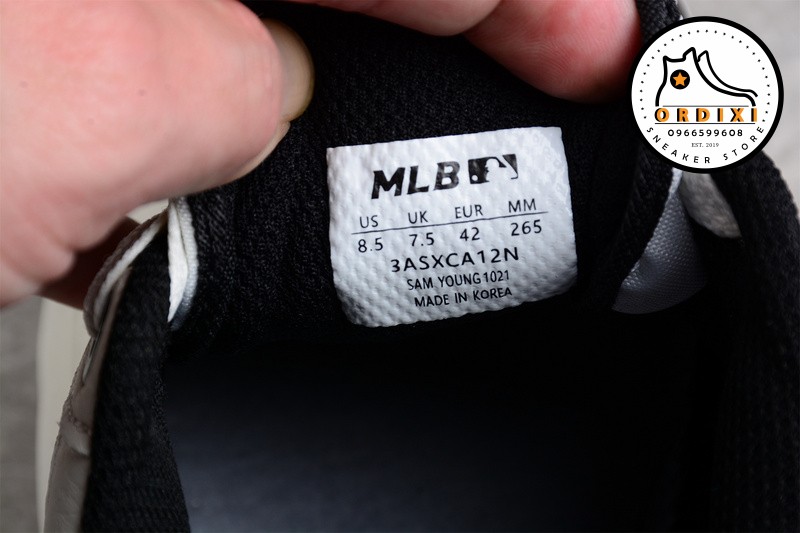 MLB
US UK EUR MM
8.5 7.5 42 265
3ASXCA12N
SAM YOUNG 1021
MADE IN KOREA
ORDIXI
0966599608
EST. 2019
SNEAKER STORE